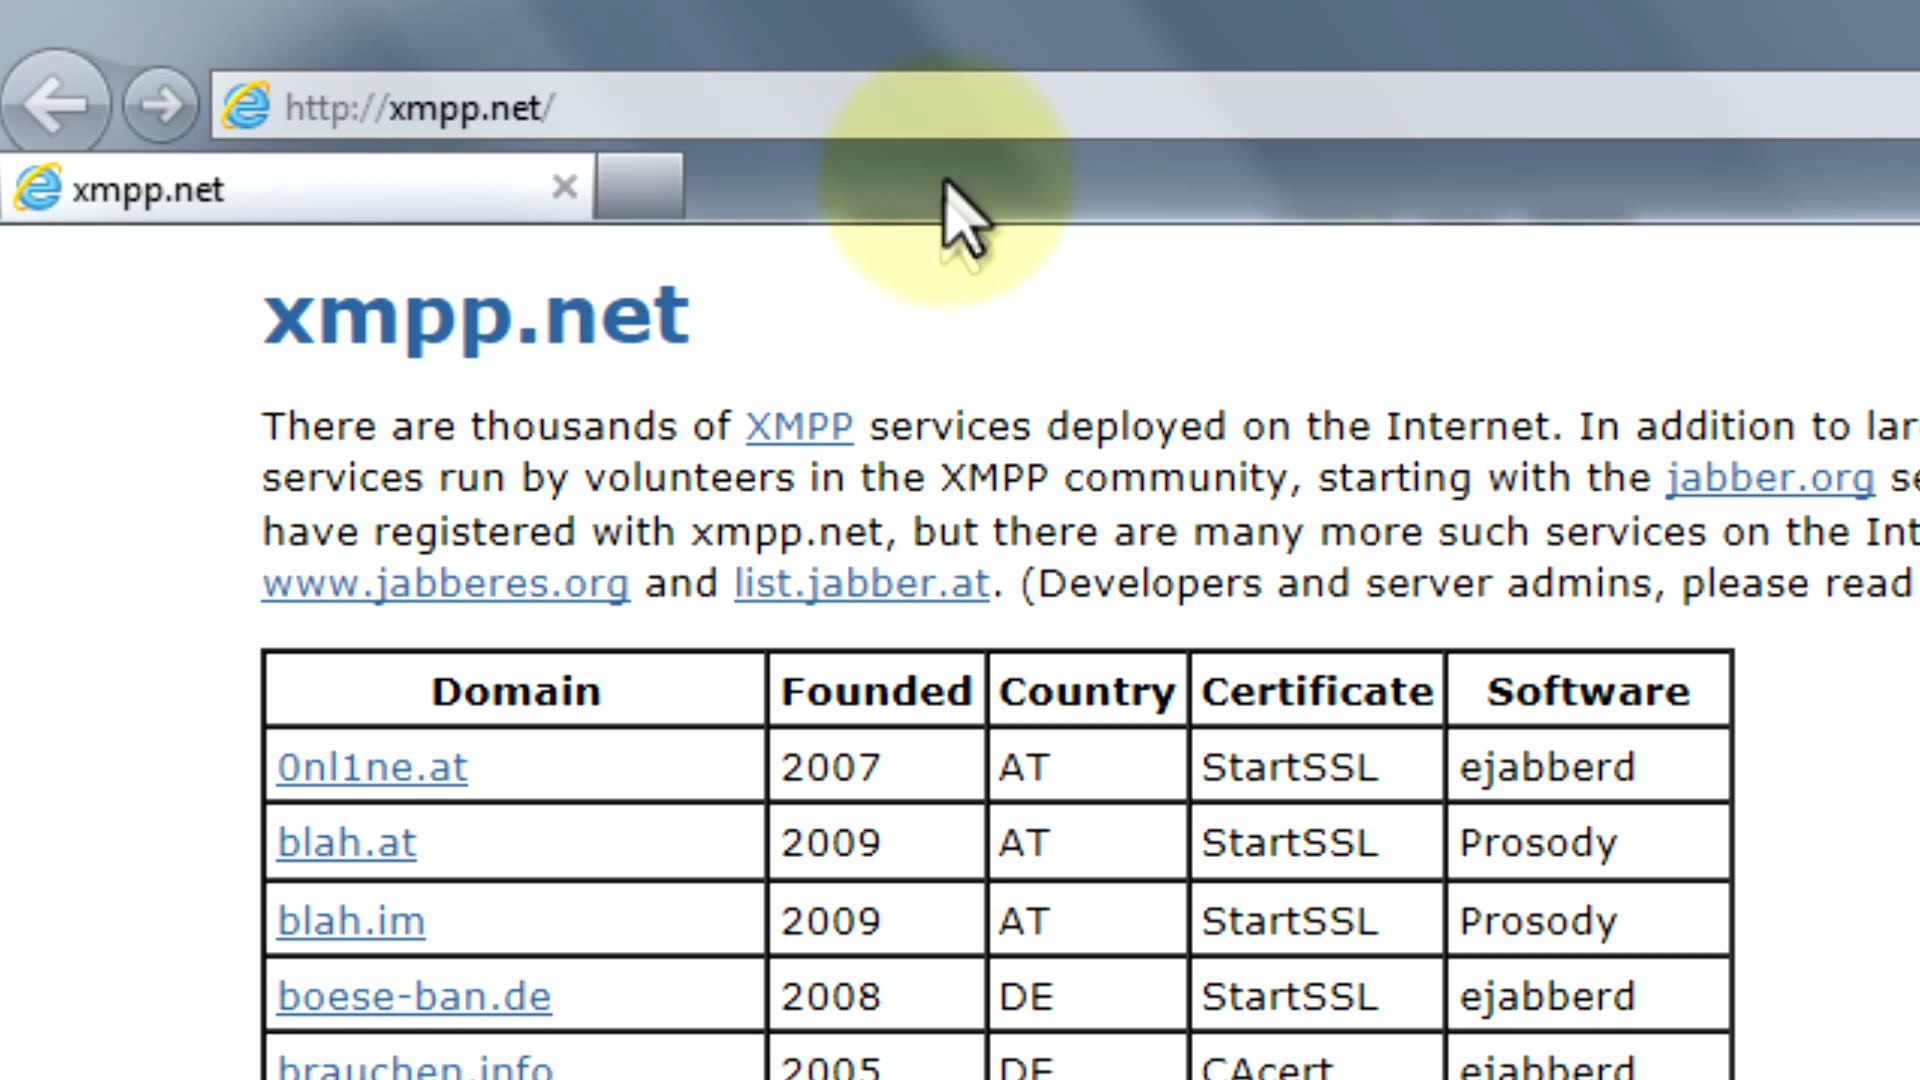 http://xmpp.net/
xmpp.net
xmpp.net
There are thousands of XMPP services deployed on the Internet. In addition to
services run by volunteers in the XMPP community, starting with the jabber.org
have registered with xmpp.net, but there are many more such services on the
www.jabberes.org and list.jabber.at. (Developers and server admins, please read
Domain Founded Country Certificate Software
0nl1ne.at 2007 AT StartSSL ejabberd
blah.at 2009 AT StartSSL Prosody
blah.im 2009 AT StartSSL Prosody
boese-ban.de 2008 DE StartSSL ejabberd
brauchen.info 2005 DE CAcert ejabberd